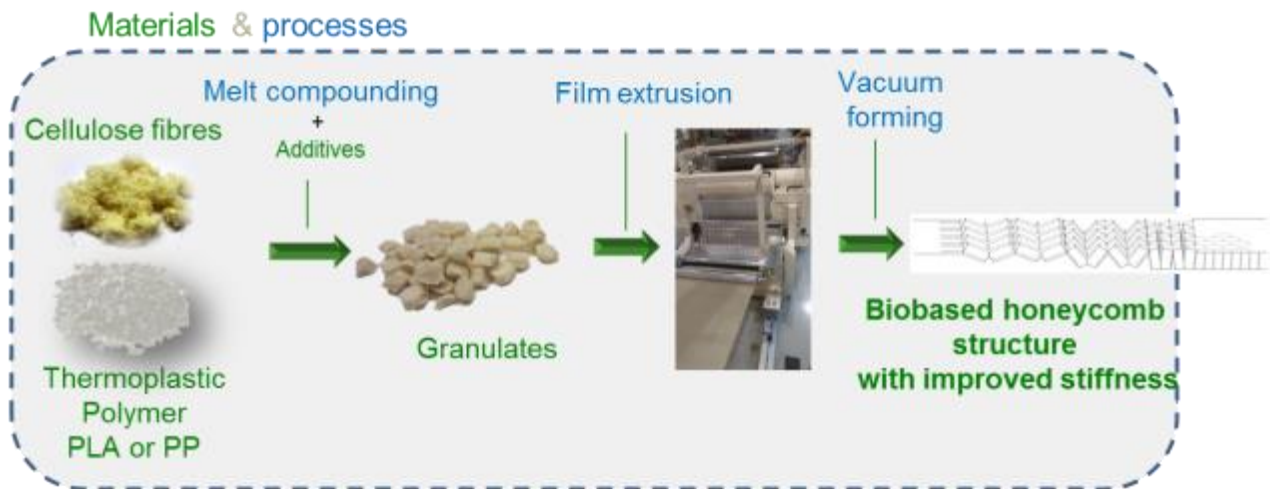 Materials & processes
Melt compounding
+
Additives
Film extrusion
Vacuum
forming
Cellulose fibres
Granulates
Thermoplastic
Polymer
PLA or PP
Biobased honeycomb
structure
with improved stiffness